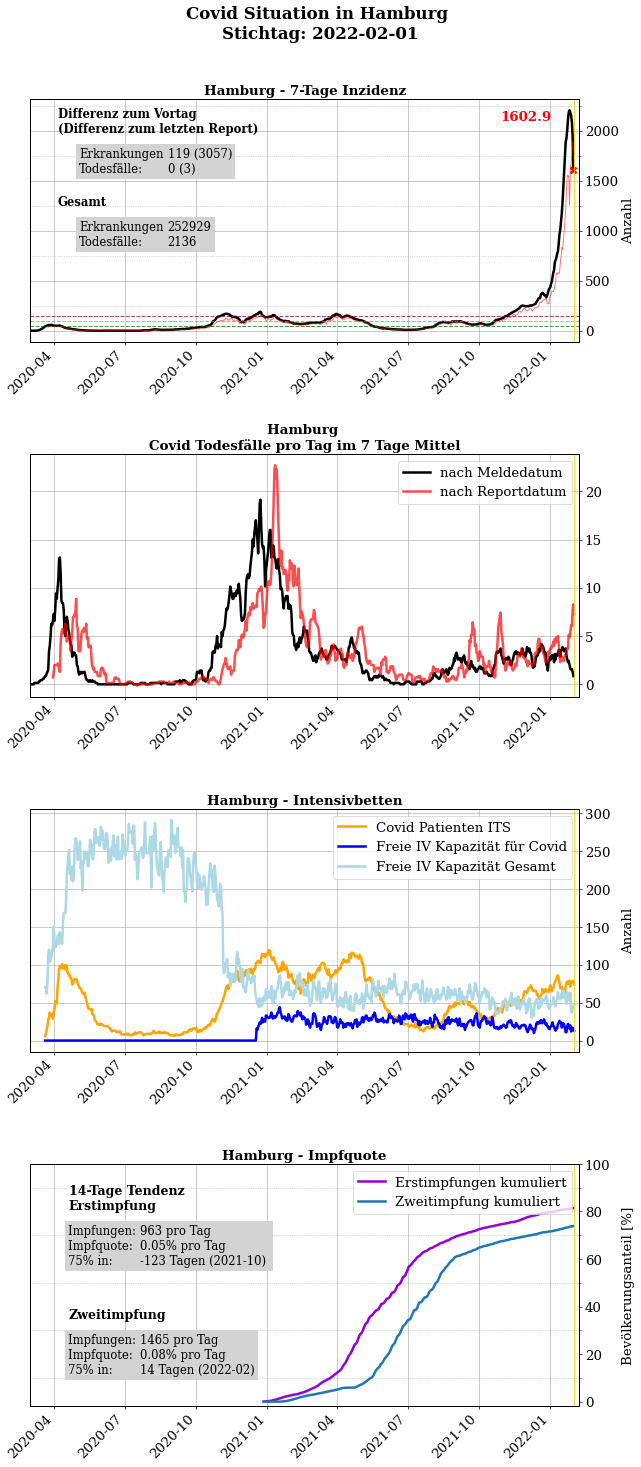 Covid Situation in Hamburg
Stichtag: 2022-02-01
Hamburg - 7-Tage Inzidenz
Differenz zum Vortag
(Differenz zum letzten Report)
Erkrankungen 119 (3057)
Todesfälle: 0 (3)
Gesamt
Erkrankungen 252929
Todesfälle: 2136
1602.9
2000
1500
1000
500
0
Anzahl
2020-04
2020-07
2020-10
2021-01
2021-04
2021-07
2021-10
2022-01
Hamburg
Covid Todesfälle pro Tag im 7 Tage Mittel
nach Meldedatum
nach Reportdatum
20
15
10
5
0
2020-04
2020-07
2020-10
2021-01
2021-04
2021-07
2021-10
2022-01
Hamburg - Intensivbetten
Covid Patienten ITS
Freie IV Kapazität für Covid
Freie IV Kapazität Gesamt
300
250
200
150
100
50
0
Anzahl
2020-04
2020-07
2020-10
2021-01
2021-04
2021-07
2021-10
2022-01
Hamburg - Impfquote
14-Tage Tendenz
Erstimpfung
Impfungen: 963 pro Tag
Impfquote: 0.05% pro Tag
75% in: -123 Tagen (2021-10)
Zweitimpfung
Impfungen: 1465 pro Tag
Impfquote: 0.08% pro Tag
75% in: 14 Tagen (2022-02)
Erstimpfungen kumuliert
Zweitimpfung kumuliert
100
80
60
40
20
0
Bevölkerungsanteil [%]
2020-04
2020-07
2020-10
2021-01
2021-04
2021-07
2021-10
2022-01